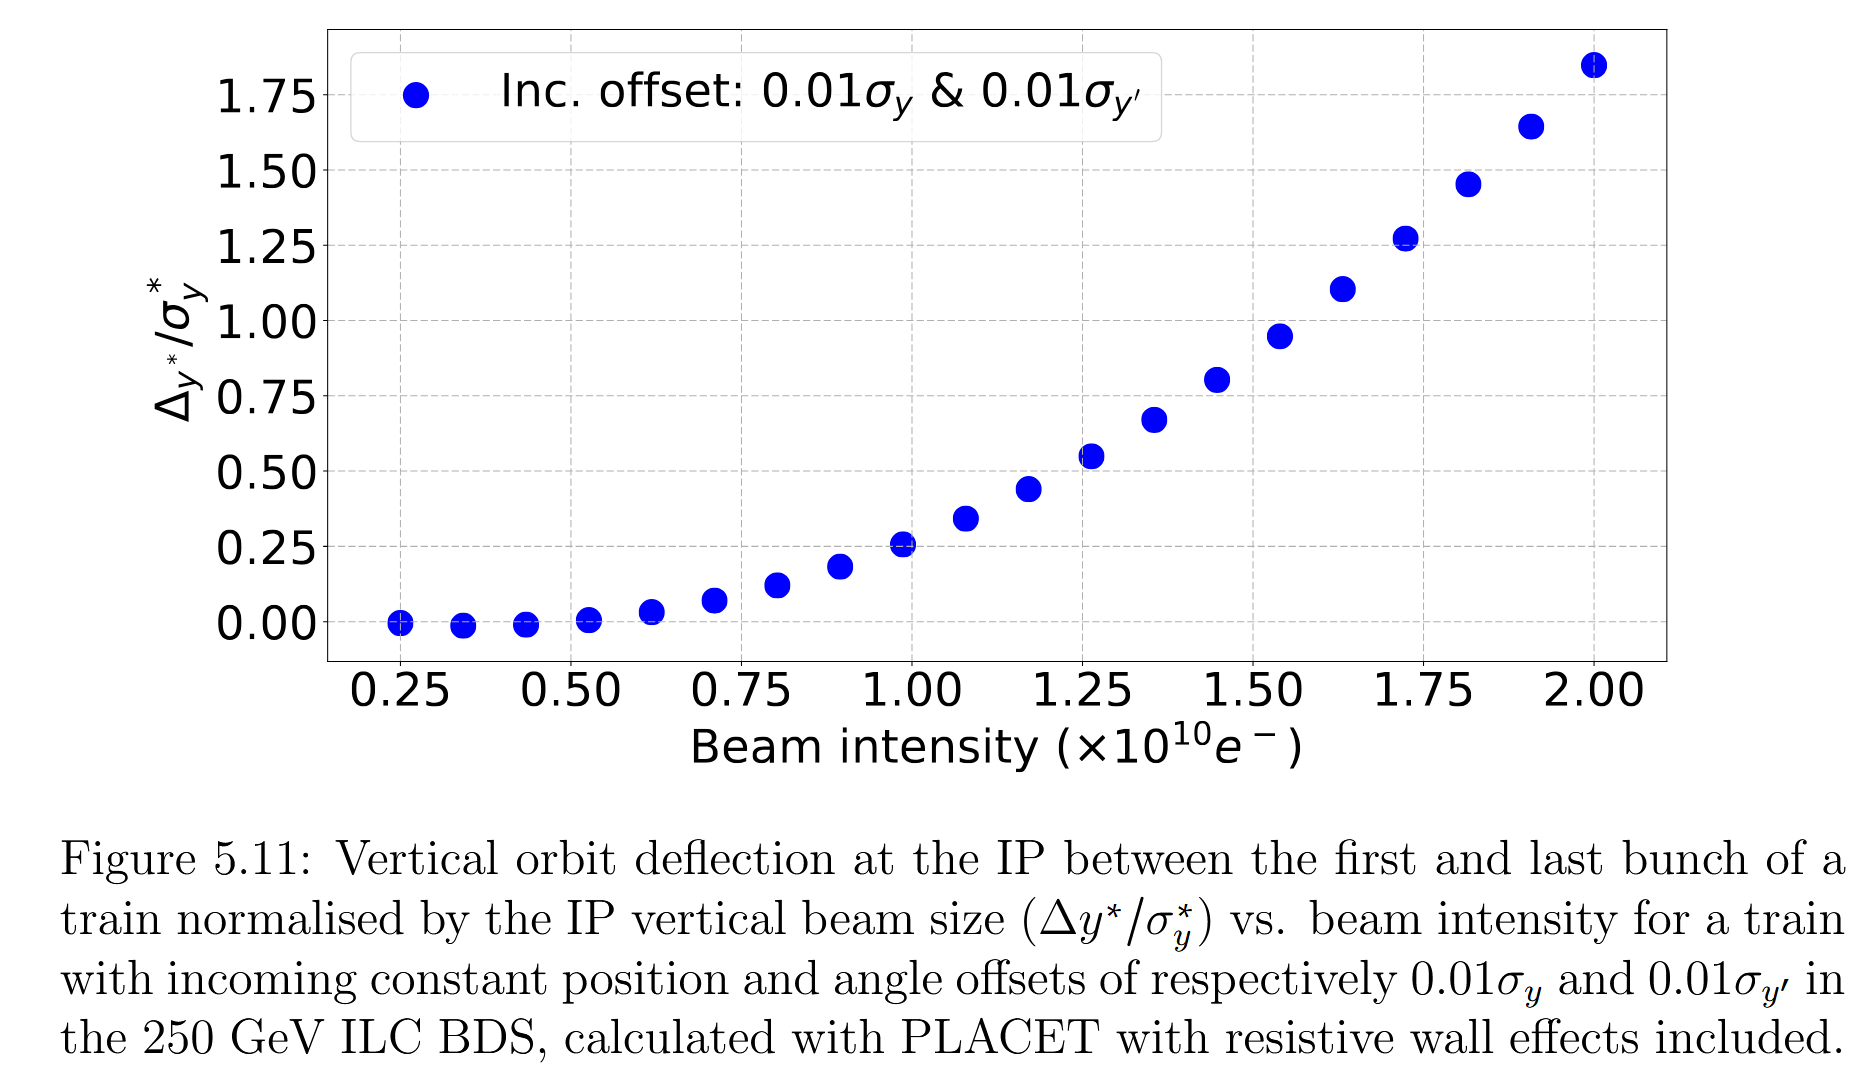 Inc. offset: 0.01σ_y & 0.01σ_y′
1.75
1.50
1.25
1.00
0.75
0.50
0.25
0.00
Δ_y*/σ_y^*
0.25 0.50 0.75 1.00 1.25 1.50 1.75 2.00
Beam intensity (×10^10 e^−)
Figure 5.11: Vertical orbit deflection at the IP between the first and last bunch of a
train normalised by the IP vertical beam size (Δy*/σ_y^*) vs. beam intensity for a train
with incoming constant position and angle offsets of respectively 0.01σ_y and 0.01σ_y′ in
the 250 GeV ILC BDS, calculated with PLACET with resistive wall effects included.